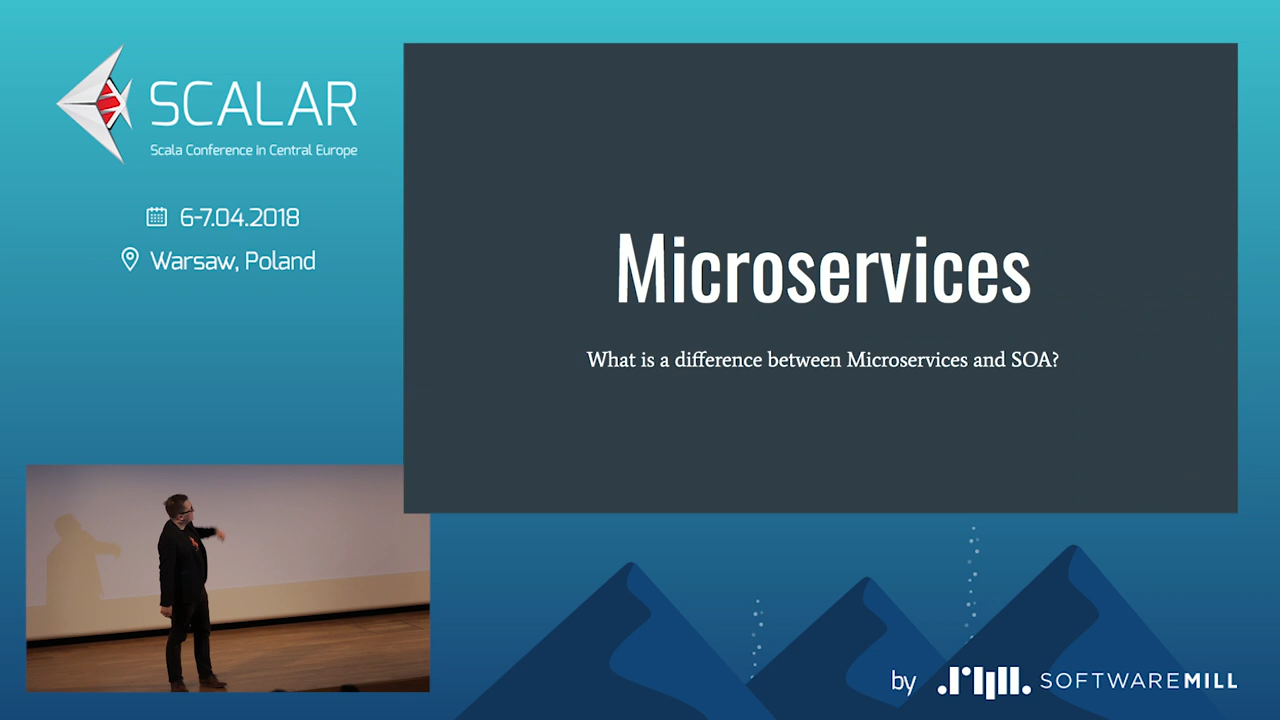 SCALAR
Scala Conference in Central Europe
6-7.04.2018
Warsaw, Poland
Microservices
What is a difference between Microservices and SOA?
by SOFTWAREMILL